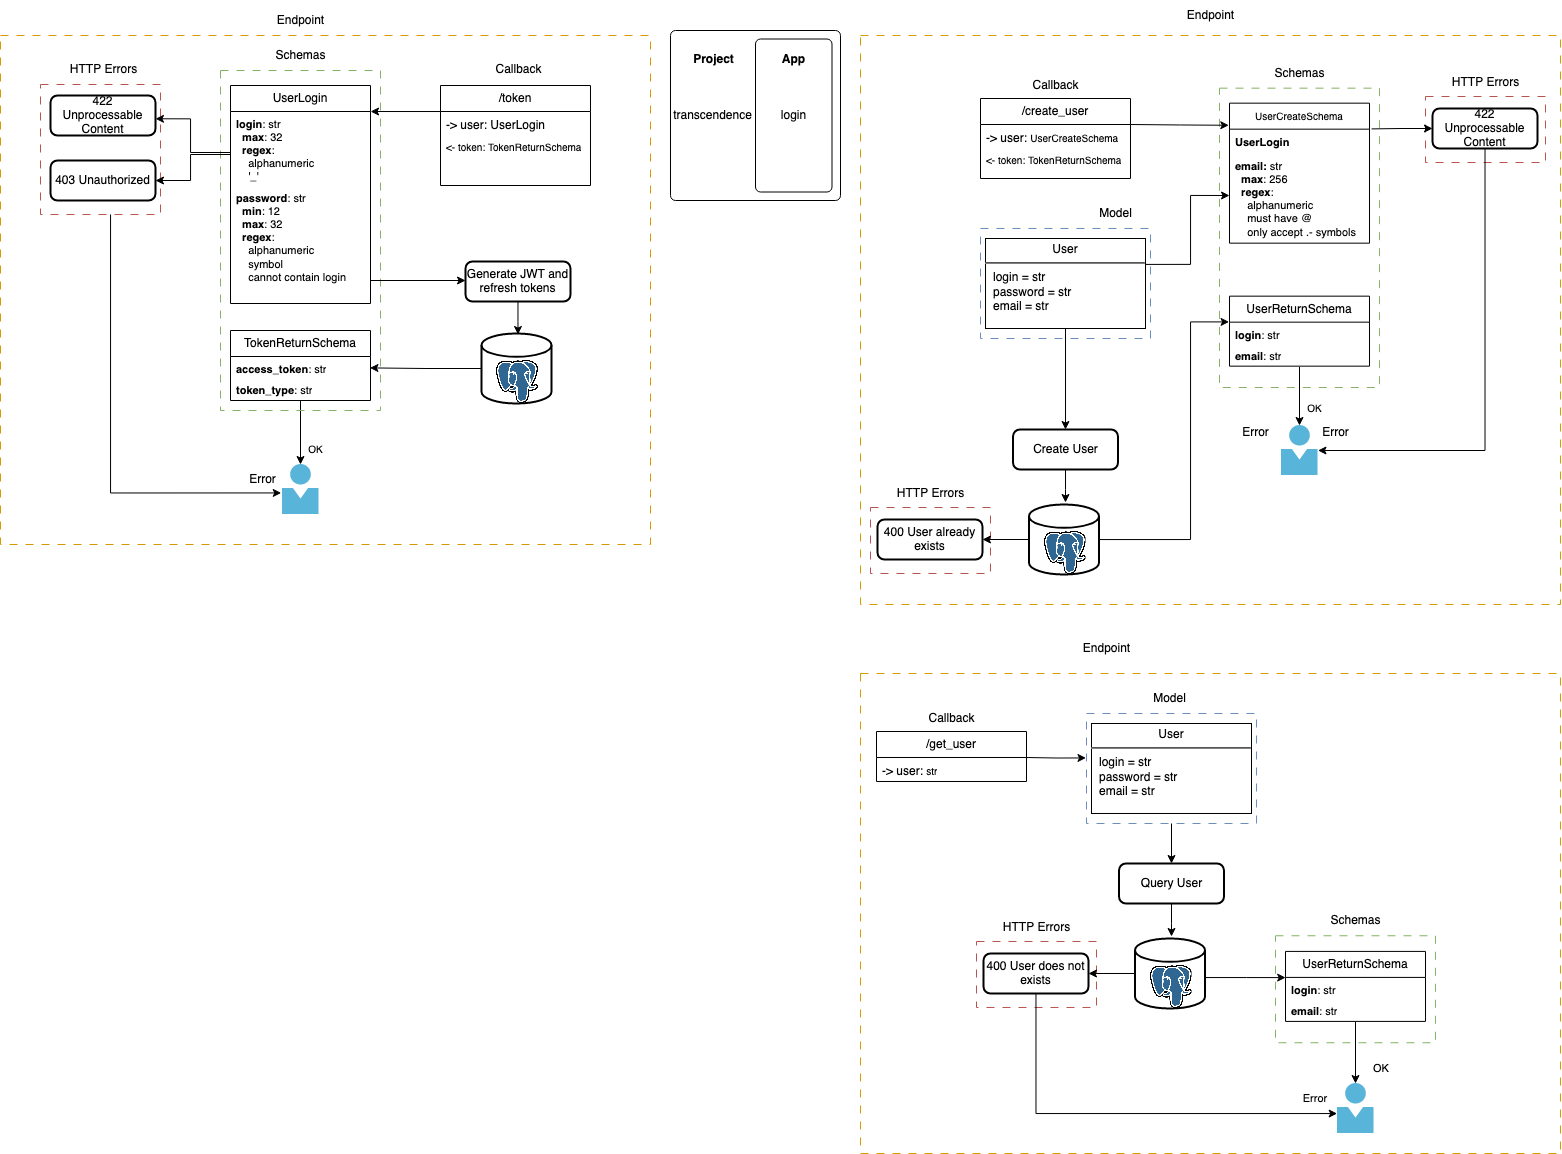 Endpoint
Schemas
HTTP Errors
Callback
422
Unprocessable
Content
403 Unauthorized
UserLogin
login: str
max: 32
regex:
alphanumeric
'_'
password: str
min: 12
max: 32
regex:
alphanumeric
symbol
cannot contain login
/token
-> user: UserLogin
<- token: TokenReturnSchema
Generate JWT and
refresh tokens
TokenReturnSchema
access_token: str
token_type: str
OK
Error
Project
App
transcendence
login
Endpoint
Callback
Schemas
HTTP Errors
/create_user
-> user: UserCreateSchema
<- token: TokenReturnSchema
UserCreateSchema
UserLogin
email: str
max: 256
regex:
alphanumeric
must have @
only accept .- symbols
422
Unprocessable
Content
Model
User
login = str
password = str
email = str
UserReturnSchema
login: str
email: str
OK
Error
Error
Create User
HTTP Errors
400 User already
exists
Endpoint
Model
Callback
/get_user
-> user: str
User
login = str
password = str
email = str
Query User
HTTP Errors
400 User does not
exists
Schemas
UserReturnSchema
login: str
email: str
OK
Error